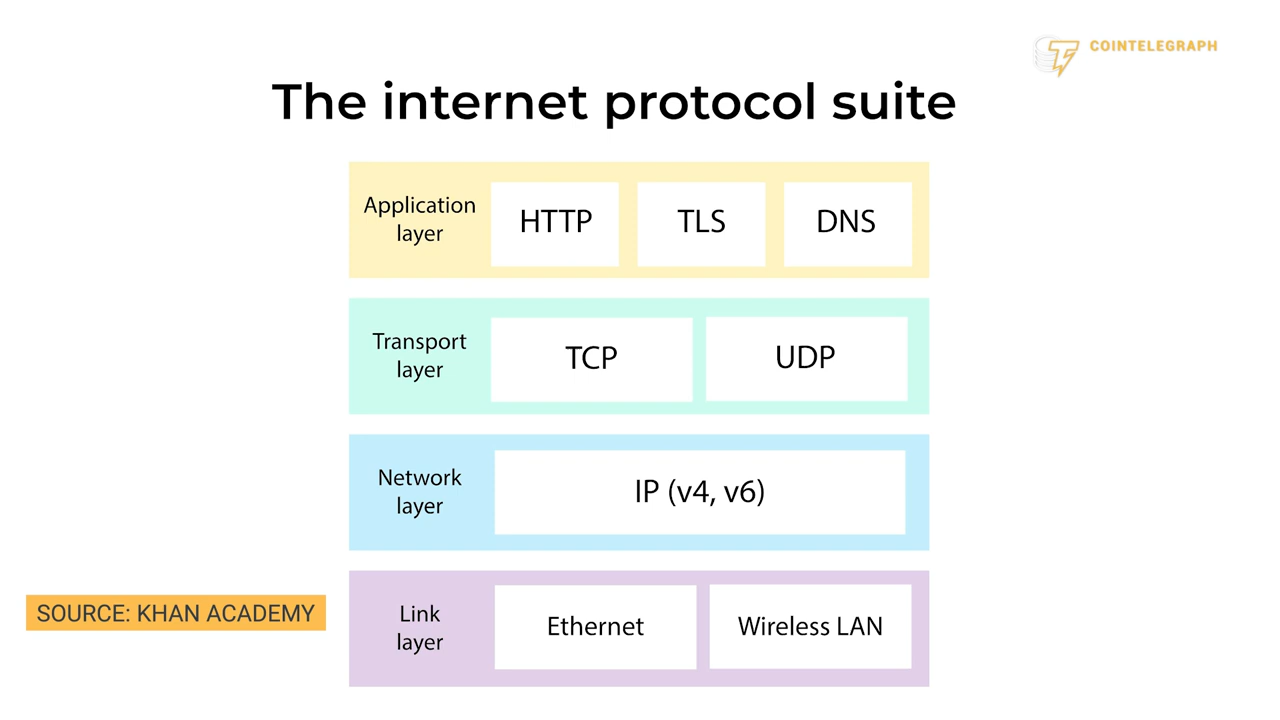 COINTELEGRAPH
The internet protocol suite
Application
layer
HTTP
TLS
DNS
Transport
layer
TCP
UDP
Network
layer
IP (v4, v6)
SOURCE: KHAN ACADEMY
Link
layer
Ethernet
Wireless LAN